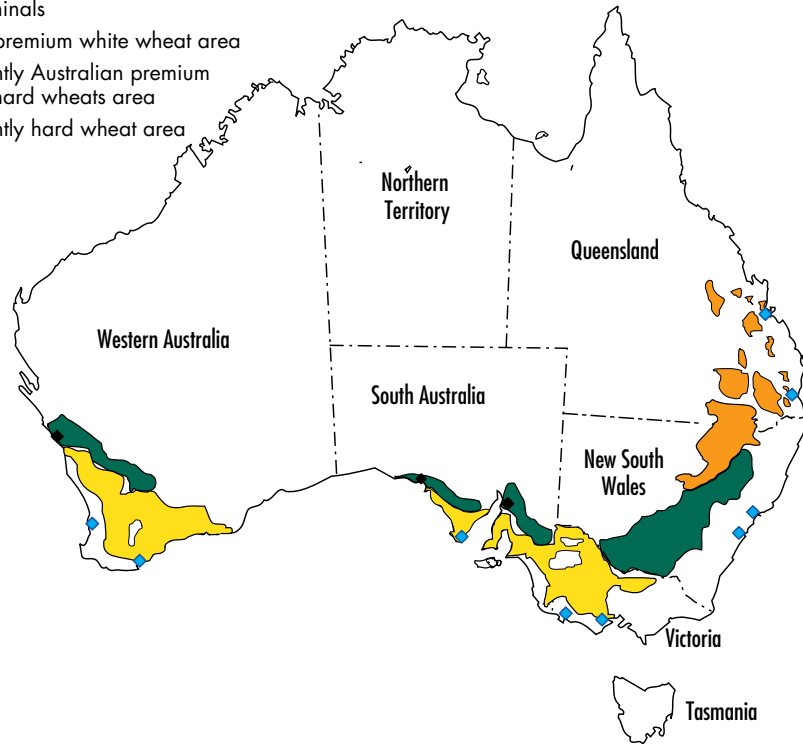 inals
premium white wheat area
ntly Australian premium
hard wheats area
ntly hard wheat area
Northern
Territory
Queensland
Western Australia
South Australia
New South
Wales
Victoria
Tasmania